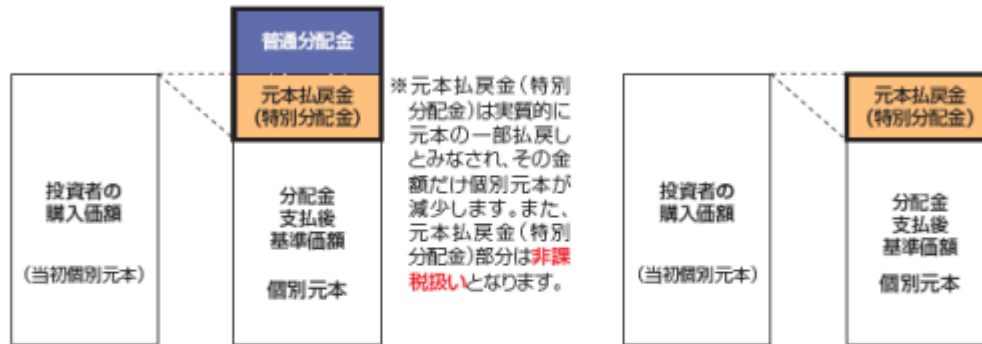 普通分配金
元本払戻金
(特別分配金)
投資者の
購入価額
(当初個別元本)
分配金
支払後
基準価額
個別元本
※元本払戻金(特別
分配金)は実質的に
元本の一部払戻し
とみなされ、その金
額だけ個別元本が
減少します。また、
元本払戻金(特別
分配金)部分は非課
税扱いとなります。
元本払戻金
(特別分配金)
投資者の
購入価額
(当初個別元本)
分配金
支払後
基準価額
個別元本